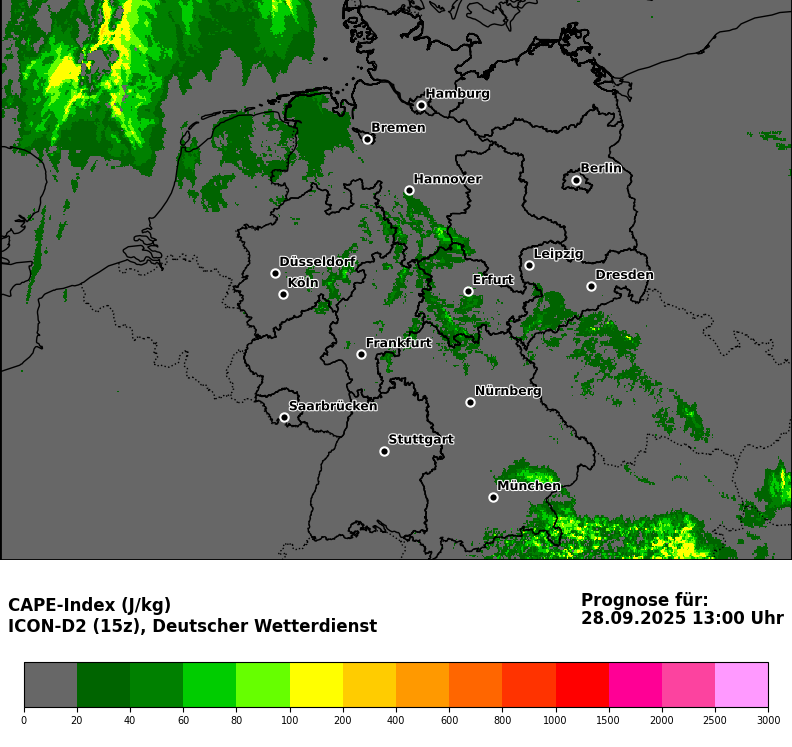 Hamburg
Bremen
Berlin
Hannover
Leipzig
Düsseldorf
Dresden
Köln
Erfurt
Frankfurt
Nürnberg
Saarbrücken
Stuttgart
München
CAPE-Index (J/kg)
ICON-D2 (15z), Deutscher Wetterdienst
Prognose für:
28.09.2025 13:00 Uhr
0 20 40 60 80 100 200 400 600 800 1000 1500 2000 2500 3000